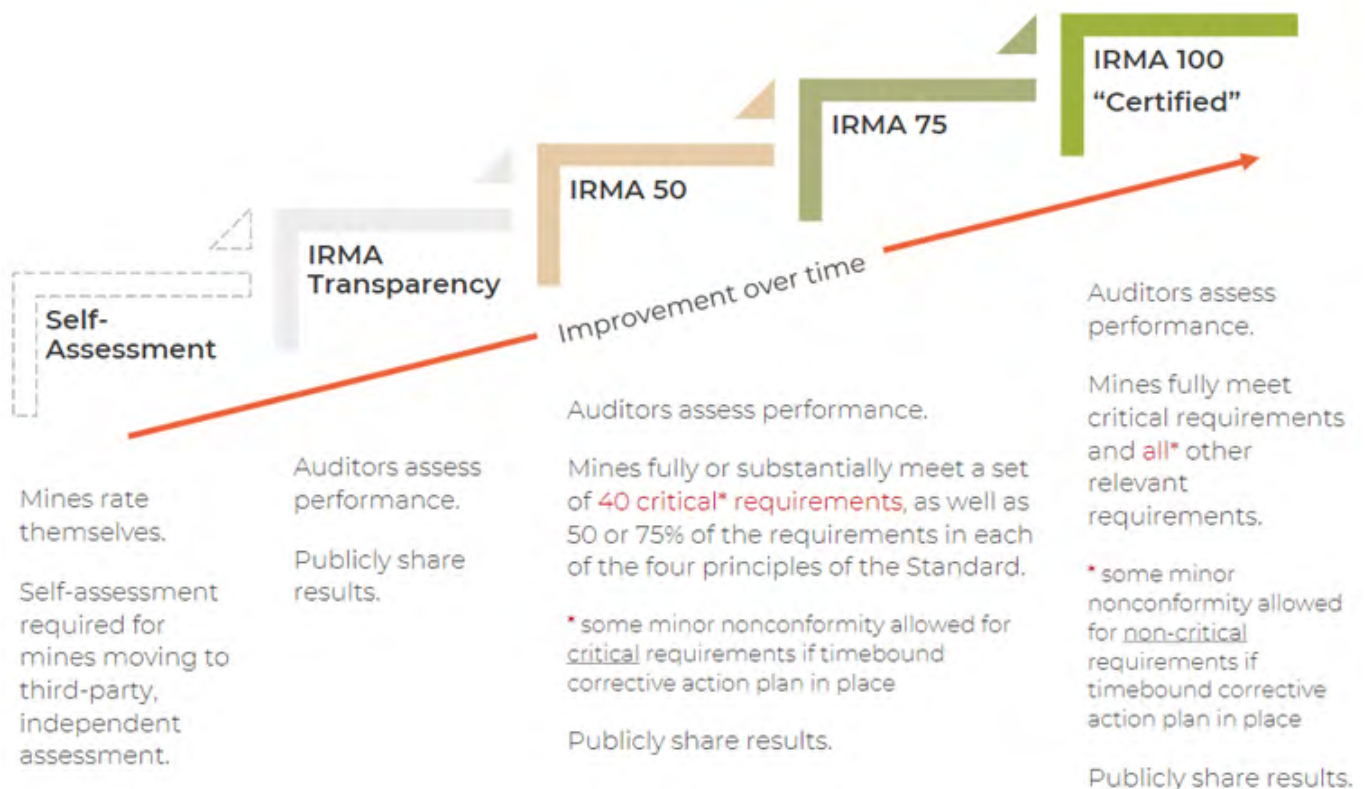 Self-
Assessment
IRMA
Transparency
IRMA 50
IRMA 75
IRMA 100
“Certified”
Improvement over time
Mines rate
themselves.
Self-assessment
required for
mines moving to
third-party,
independent
assessment.
Auditors assess
performance.
Publicly share
results.
Auditors assess performance.
Mines fully or substantially meet a set
of 40 critical* requirements, as well as
50 or 75% of the requirements in each
of the four principles of the Standard.
* some minor nonconformity allowed for
critical requirements if timebound
corrective action plan in place
Publicly share results.
Auditors assess
performance.
Mines fully meet
critical requirements
and all* other
relevant
requirements.
* some minor
nonconformity allowed
for non-critical
requirements if
timebound corrective
action plan in place
Publicly share results.